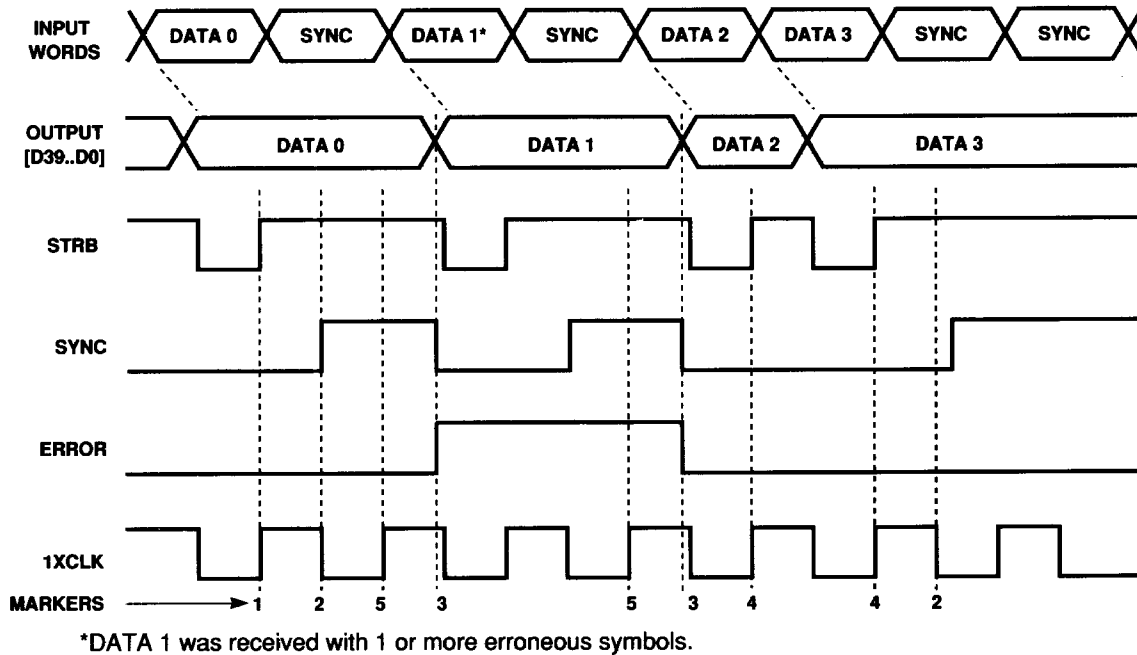 INPUT WORDS
DATA 0 SYNC DATA 1* SYNC DATA 2 DATA 3 SYNC SYNC
OUTPUT [D39..D0]
DATA 0 DATA 1 DATA 2 DATA 3
STRB
SYNC
ERROR
1XCLK
MARKERS 1 2 5 3 5 3 4 4 2
*DATA 1 was received with 1 or more erroneous symbols.